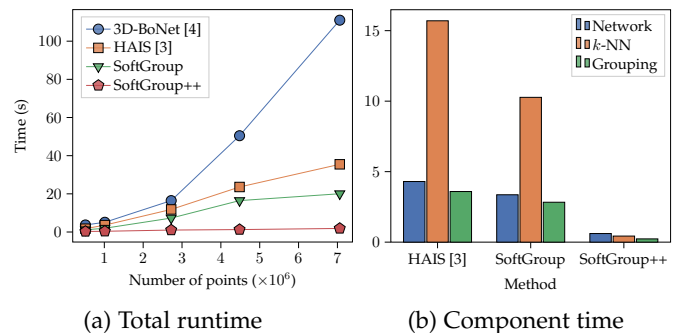 3D-BoNet [4]
HAIS [3]
SoftGroup
SoftGroup++
Time (s)
100
80
60
40
20
0
1 2 3 4 5 6 7
Number of points (×10⁶)
(a) Total runtime
Network
k-NN
Grouping
15
10
5
0
HAIS [3] SoftGroup SoftGroup++
Method
(b) Component time